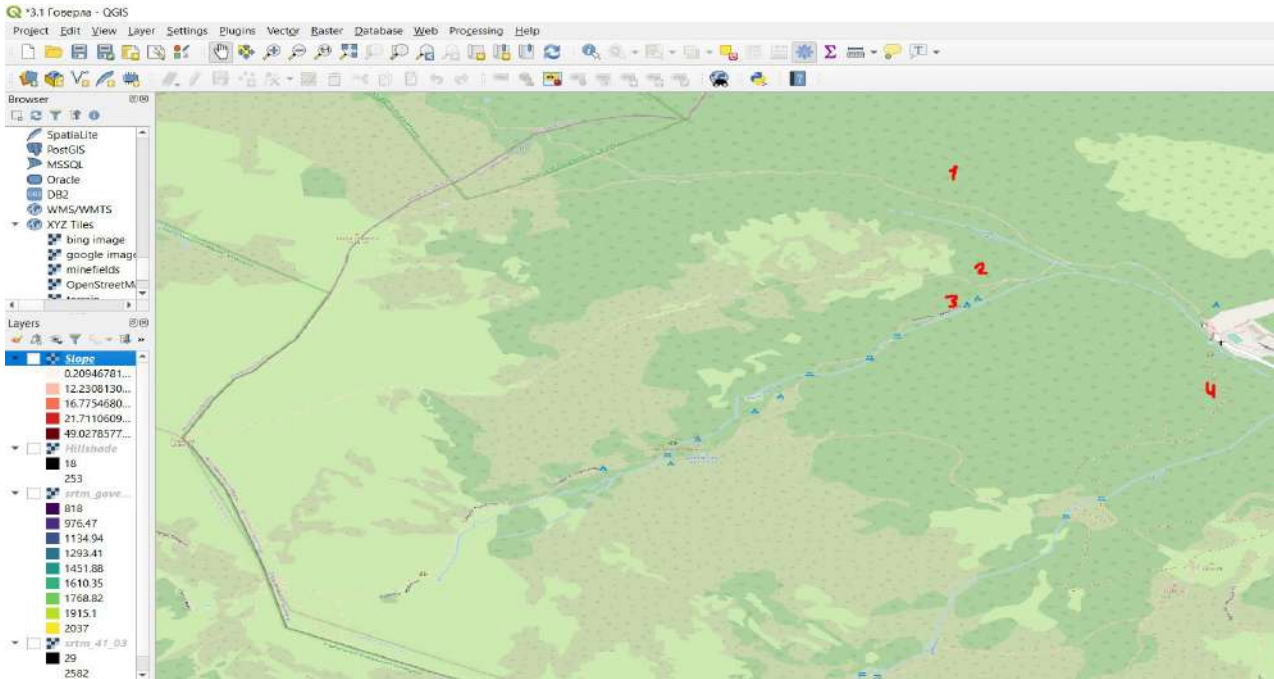 *3.1 Говерла - QGIS
Project Edit View Layer Settings Plugins Vector Raster Database Web Processing Help
Browser
SpatiaLite
PostGIS
MSSQL
Oracle
DB2
WMS/WMTS
XYZ Tiles
bing image
google image
minefields
OpenStreetM
Layers
Slope
0.20946781...
12.2308130...
16.7754680...
21.7110609...
49.0278577...
Hillshade
18
253
srtm_gove...
818
976.47
1134.94
1293.41
1451.88
1610.35
1768.82
1915.1
2037
srtm_41_03
29
2582
1
2
3
4